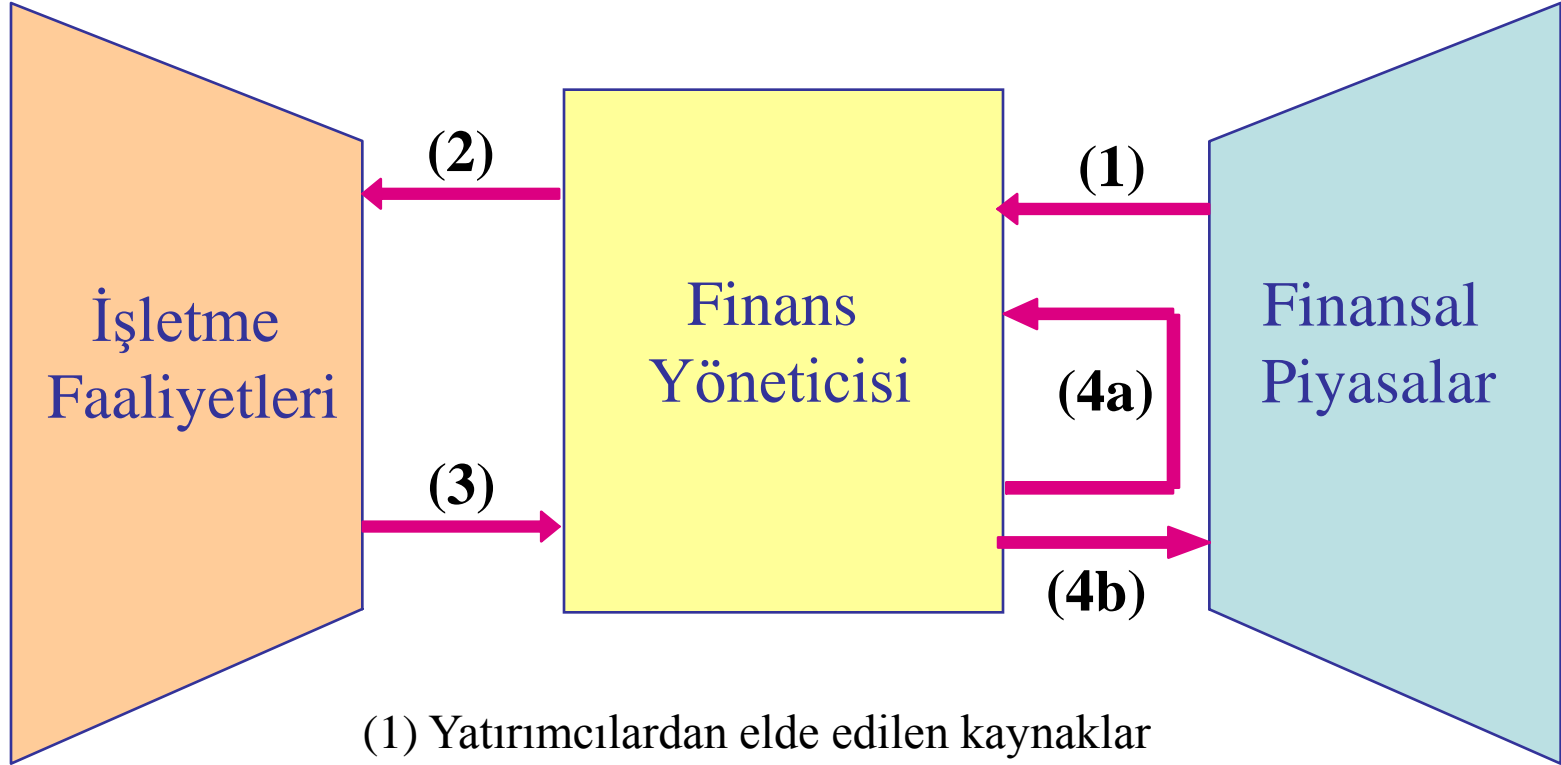 (2)
(1)
İşletme
Faaliyetleri
Finans
Yöneticisi
Finansal
Piyasalar
(4a)
(3)
(4b)
(1) Yatırımcılardan elde edilen kaynaklar